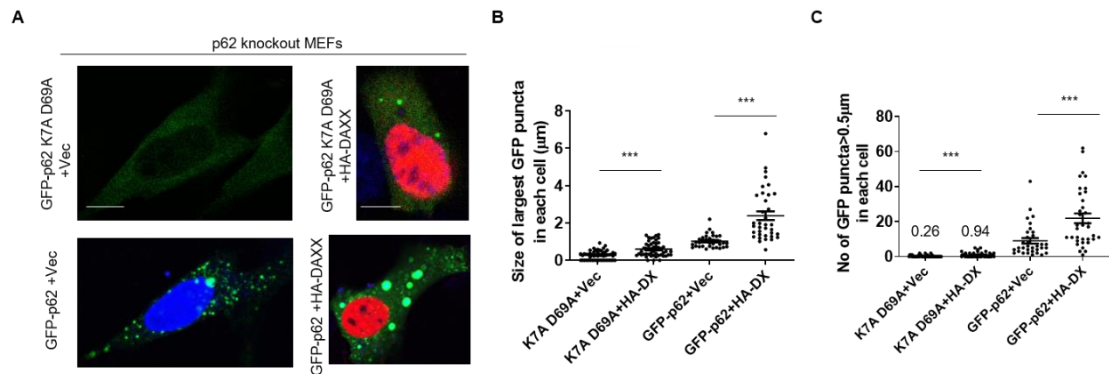 A
p62 knockout MEFs
GFP-p62 K7A D69A
+Vec
GFP-p62 K7A D69A
+HA-DAXX
GFP-p62 +Vec
GFP-p62 +HA-DAXX
B
Size of largest GFP puncta
in each cell (μm)
8
6
4
2
0
***
***
K7A D69A+Vec
K7A D69A+HA-DX
GFP-p62+Vec
GFP-p62+HA-DX
C
No of GFP puncta>0.5μm
in each cell
80
60
40
20
0
***
***
0.26
0.94
K7A D69A+Vec
K7A D69A+HA-DX
GFP-p62+Vec
GFP-p62+HA-DX